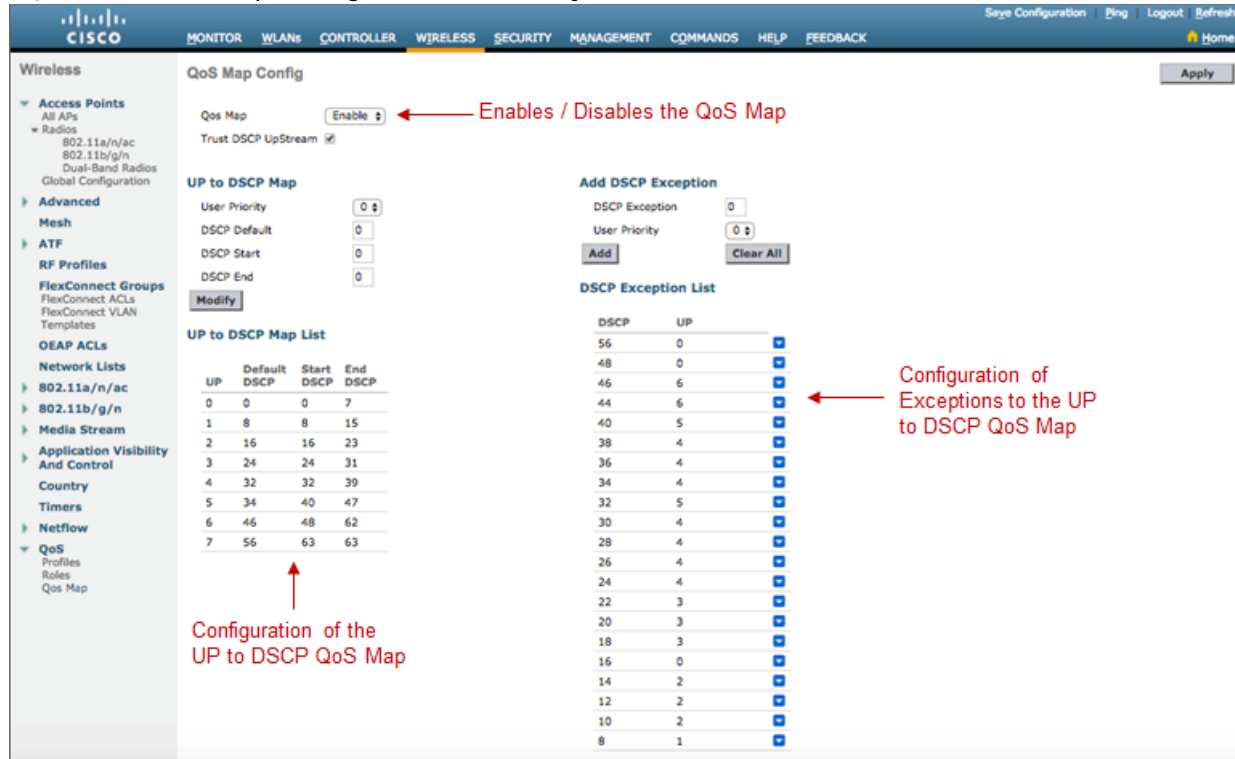 Save Configuration | Ping | Logout | Refresh
CISCO
MONITOR WLANs CONTROLLER WIRELESS SECURITY MANAGEMENT COMMANDS HELP FEEDBACK
Home
Wireless
Access Points
All APs
Radios
802.11a/n/ac
802.11b/g/n
Dual-Band Radios
Global Configuration
Advanced
Mesh
ATF
RF Profiles
FlexConnect Groups
FlexConnect ACLs
FlexConnect VLAN
Templates
OEAP ACLs
Network Lists
802.11a/n/ac
802.11b/g/n
Media Stream
Application Visibility
And Control
Country
Timers
Netflow
QoS
Profiles
Roles
Qos Map
QoS Map Config
Apply
Qos Map Enable
Enables / Disables the QoS Map
Trust DSCP UpStream
UP to DSCP Map
User Priority 0
DSCP Default 0
DSCP Start 0
DSCP End 0
Modify
UP to DSCP Map List
UP Default DSCP Start DSCP End DSCP
0 0 0 7
1 8 8 15
2 16 16 23
3 24 24 31
4 32 32 39
5 34 40 47
6 46 48 62
7 56 63 63
Configuration of the
UP to DSCP QoS Map
Add DSCP Exception
DSCP Exception 0
User Priority 0
Add Clear All
DSCP Exception List
DSCP UP
56 0
48 0
46 6
44 6
40 5
38 4
36 4
34 4
32 5
30 4
28 4
26 4
24 4
22 3
20 3
18 3
16 0
14 2
12 2
10 2
8 1
Configuration of
Exceptions to the UP
to DSCP QoS Map